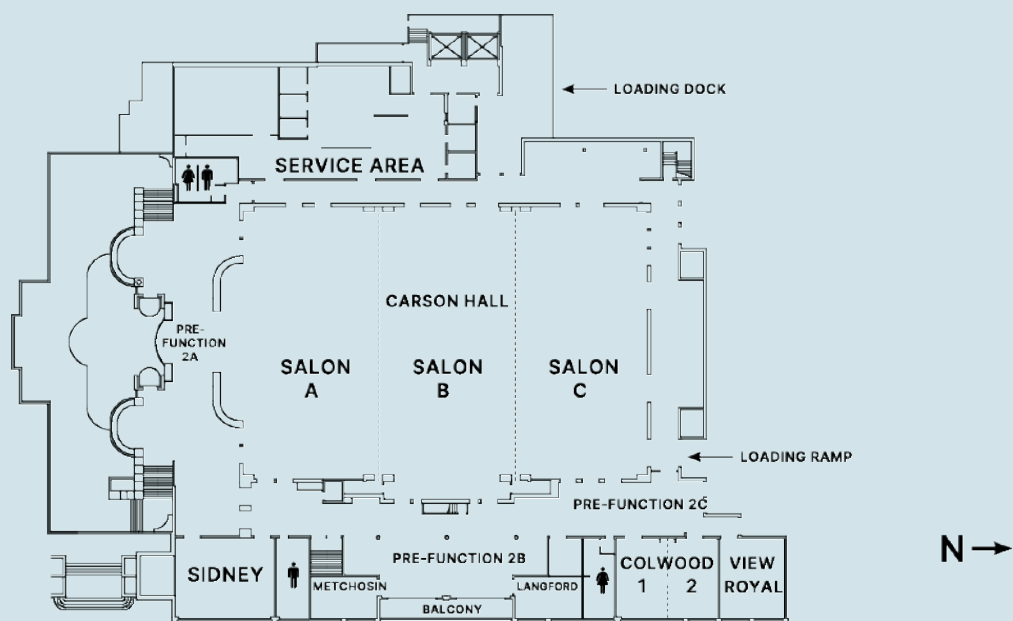 LOADING DOCK
SERVICE AREA
CARSON HALL
PRE-
FUNCTION
2A
SALON
A
SALON
B
SALON
C
LOADING RAMP
PRE-FUNCTION 2C
N
PRE-FUNCTION 2B
SIDNEY
METCHOSIN
LANGFORD
COLWOOD
1 2
VIEW
ROYAL
BALCONY